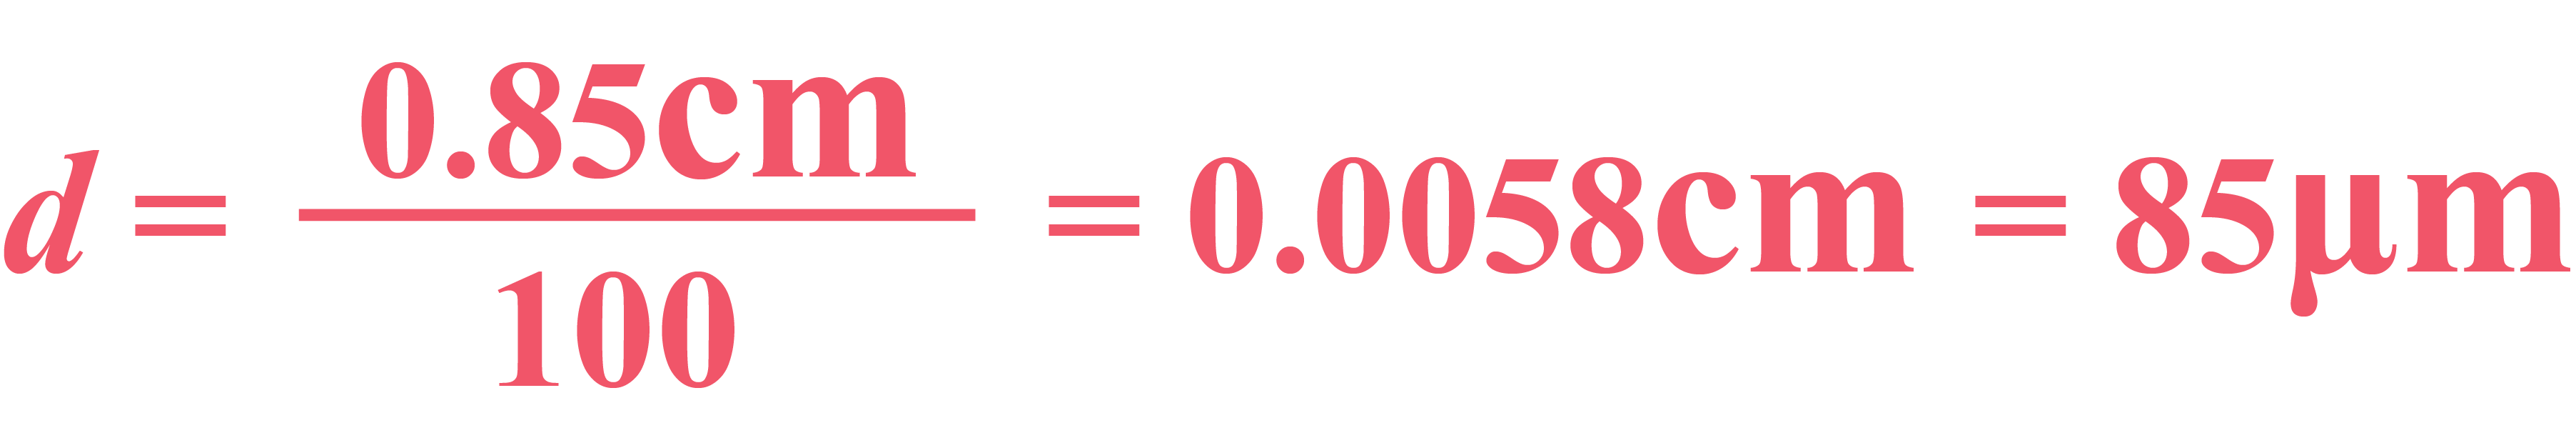 d = 0.85cm / 100 = 0.0058cm = 85μm